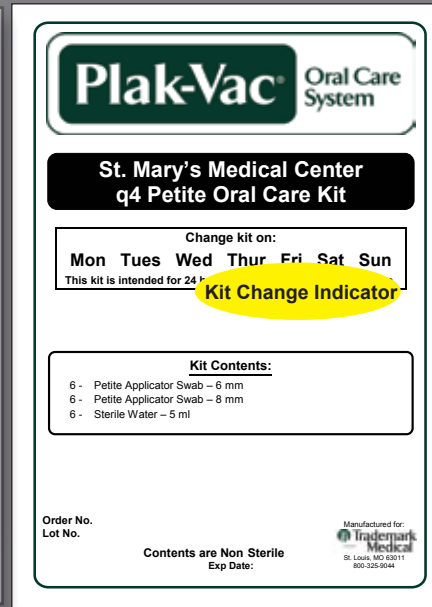 Plak-Vac® Oral Care System
St. Mary's Medical Center
q4 Petite Oral Care Kit
Change kit on:
Mon Tues Wed Thur Fri Sat Sun
This kit is intended for 24
Kit Change Indicator
Kit Contents:
6 - Petite Applicator Swab – 6 mm
6 - Petite Applicator Swab – 8 mm
6 - Sterile Water – 5 ml
Order No.
Lot No.
Contents are Non Sterile
Exp Date:
Manufactured for:
Trademark
Medical
St. Louis, MO 63011
800-325-9044